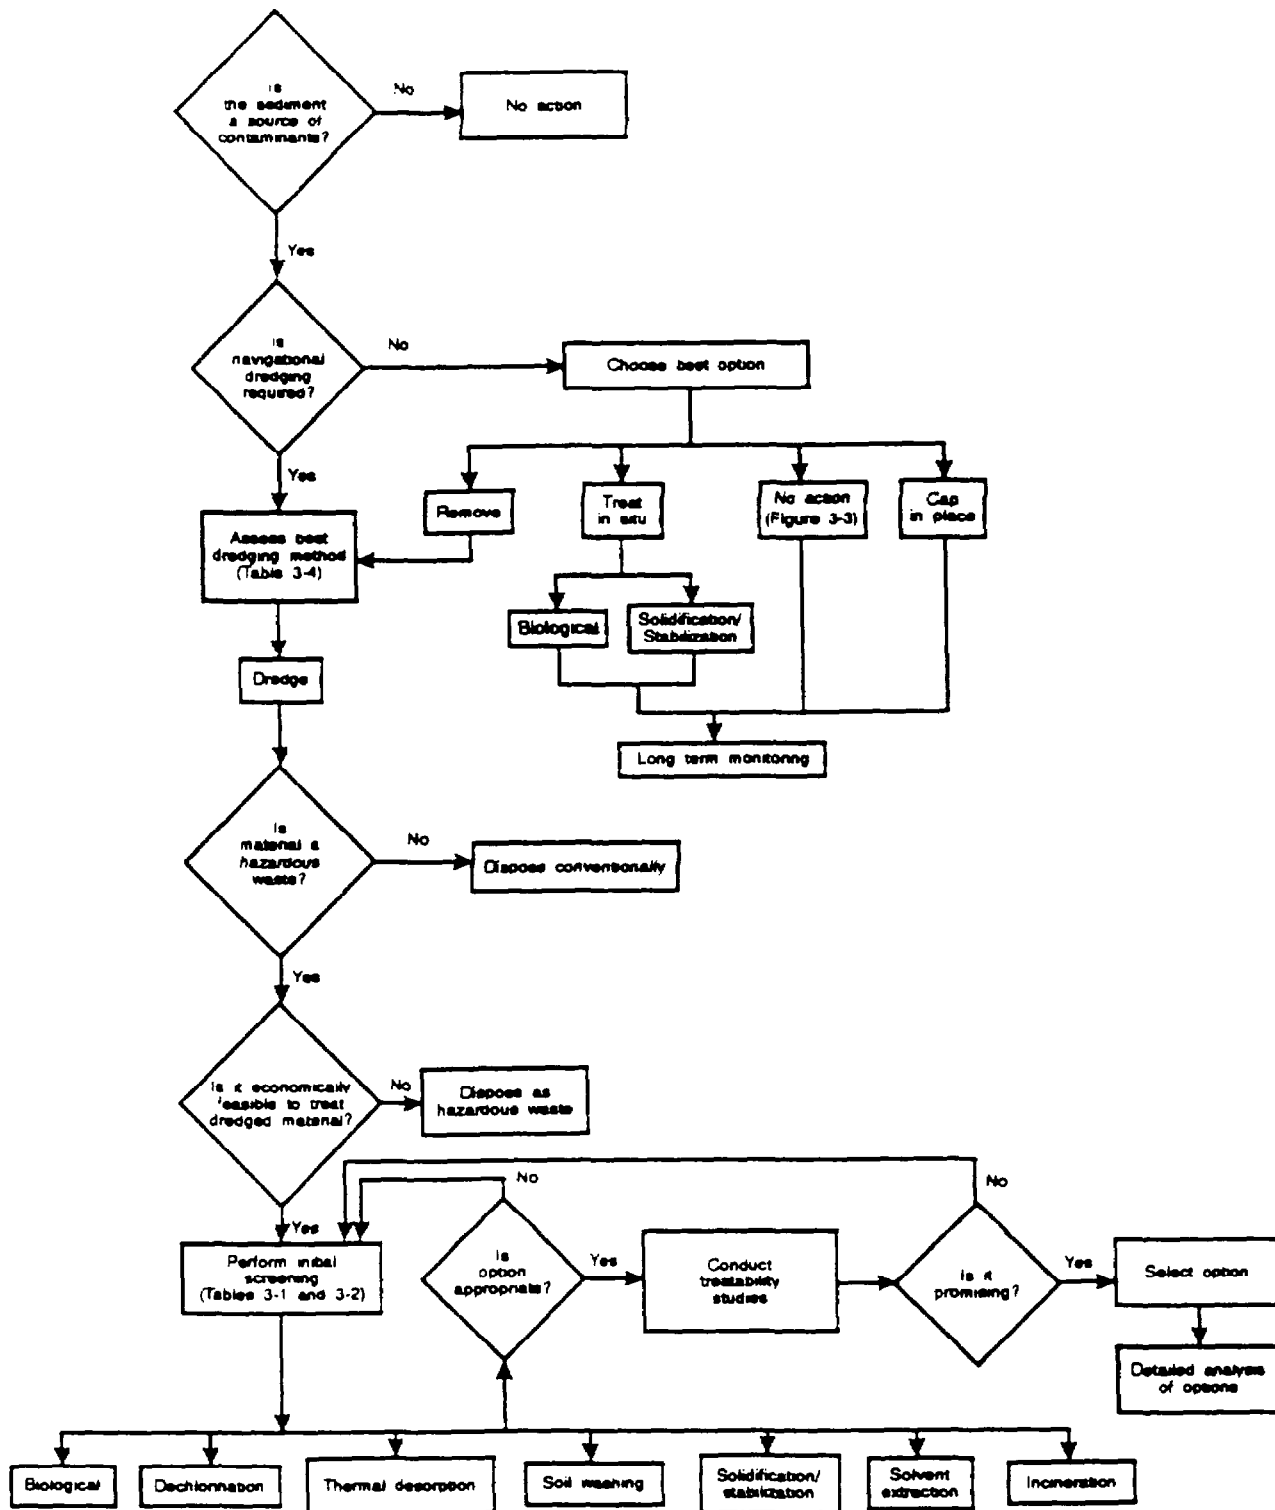 Is
the sediment
a source of
contaminants?
No
No action
Yes
Is
navigational
dredging
required?
No
Choose best option
Yes
Remove
Treat
in situ
No action
(Figure 3-3)
Cap
in place
Assess best
dredging method
(Table 3-4)
Biological
Solidification/
Stabilization
Dredge
Long term monitoring
Is
material a
hazardous
waste?
No
Dispose conventionally
Yes
Is it economically
feasible to treat
dredged material?
No
Dispose as
hazardous waste
Yes
No
No
Perform initial
screening
(Tables 3-1 and 3-2)
Is
option
appropriate?
Yes
Conduct
treatability
studies
Is it
promising?
Yes
Select option
Detailed analysis
of options
Biological
Dechlorination
Thermal desorption
Soil washing
Solidification/
stabilization
Solvent
extraction
Incineration